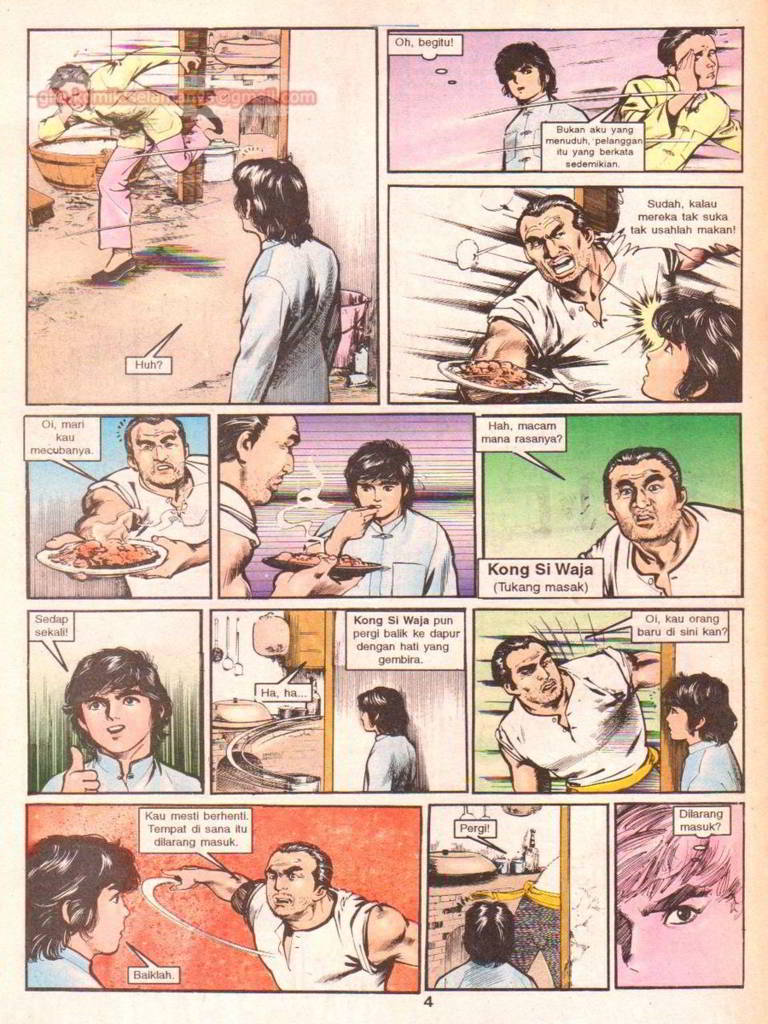 Huh?
Oh, begitu!
Bukan aku yang
menuduh, pelanggan
itu yang berkata
sedemikian.
Sudah, kalau
mereka tak suka
tak usahlah makan!
Oi, mari
kau
mecubanya.
Hah, macam
mana rasanya?
Kong Si Waja
(Tukang masak)
Sedap
sekali!
Kong Si Waja pun
pergi balik ke dapur
dengan hati yang
gembira.
Ha, ha...
Oi, kau orang
baru di sini kan?
Kau mesti berhenti.
Tempat di sana itu
dilarang masuk.
Baiklah.
Pergi!
Dilarang
masuk?
4